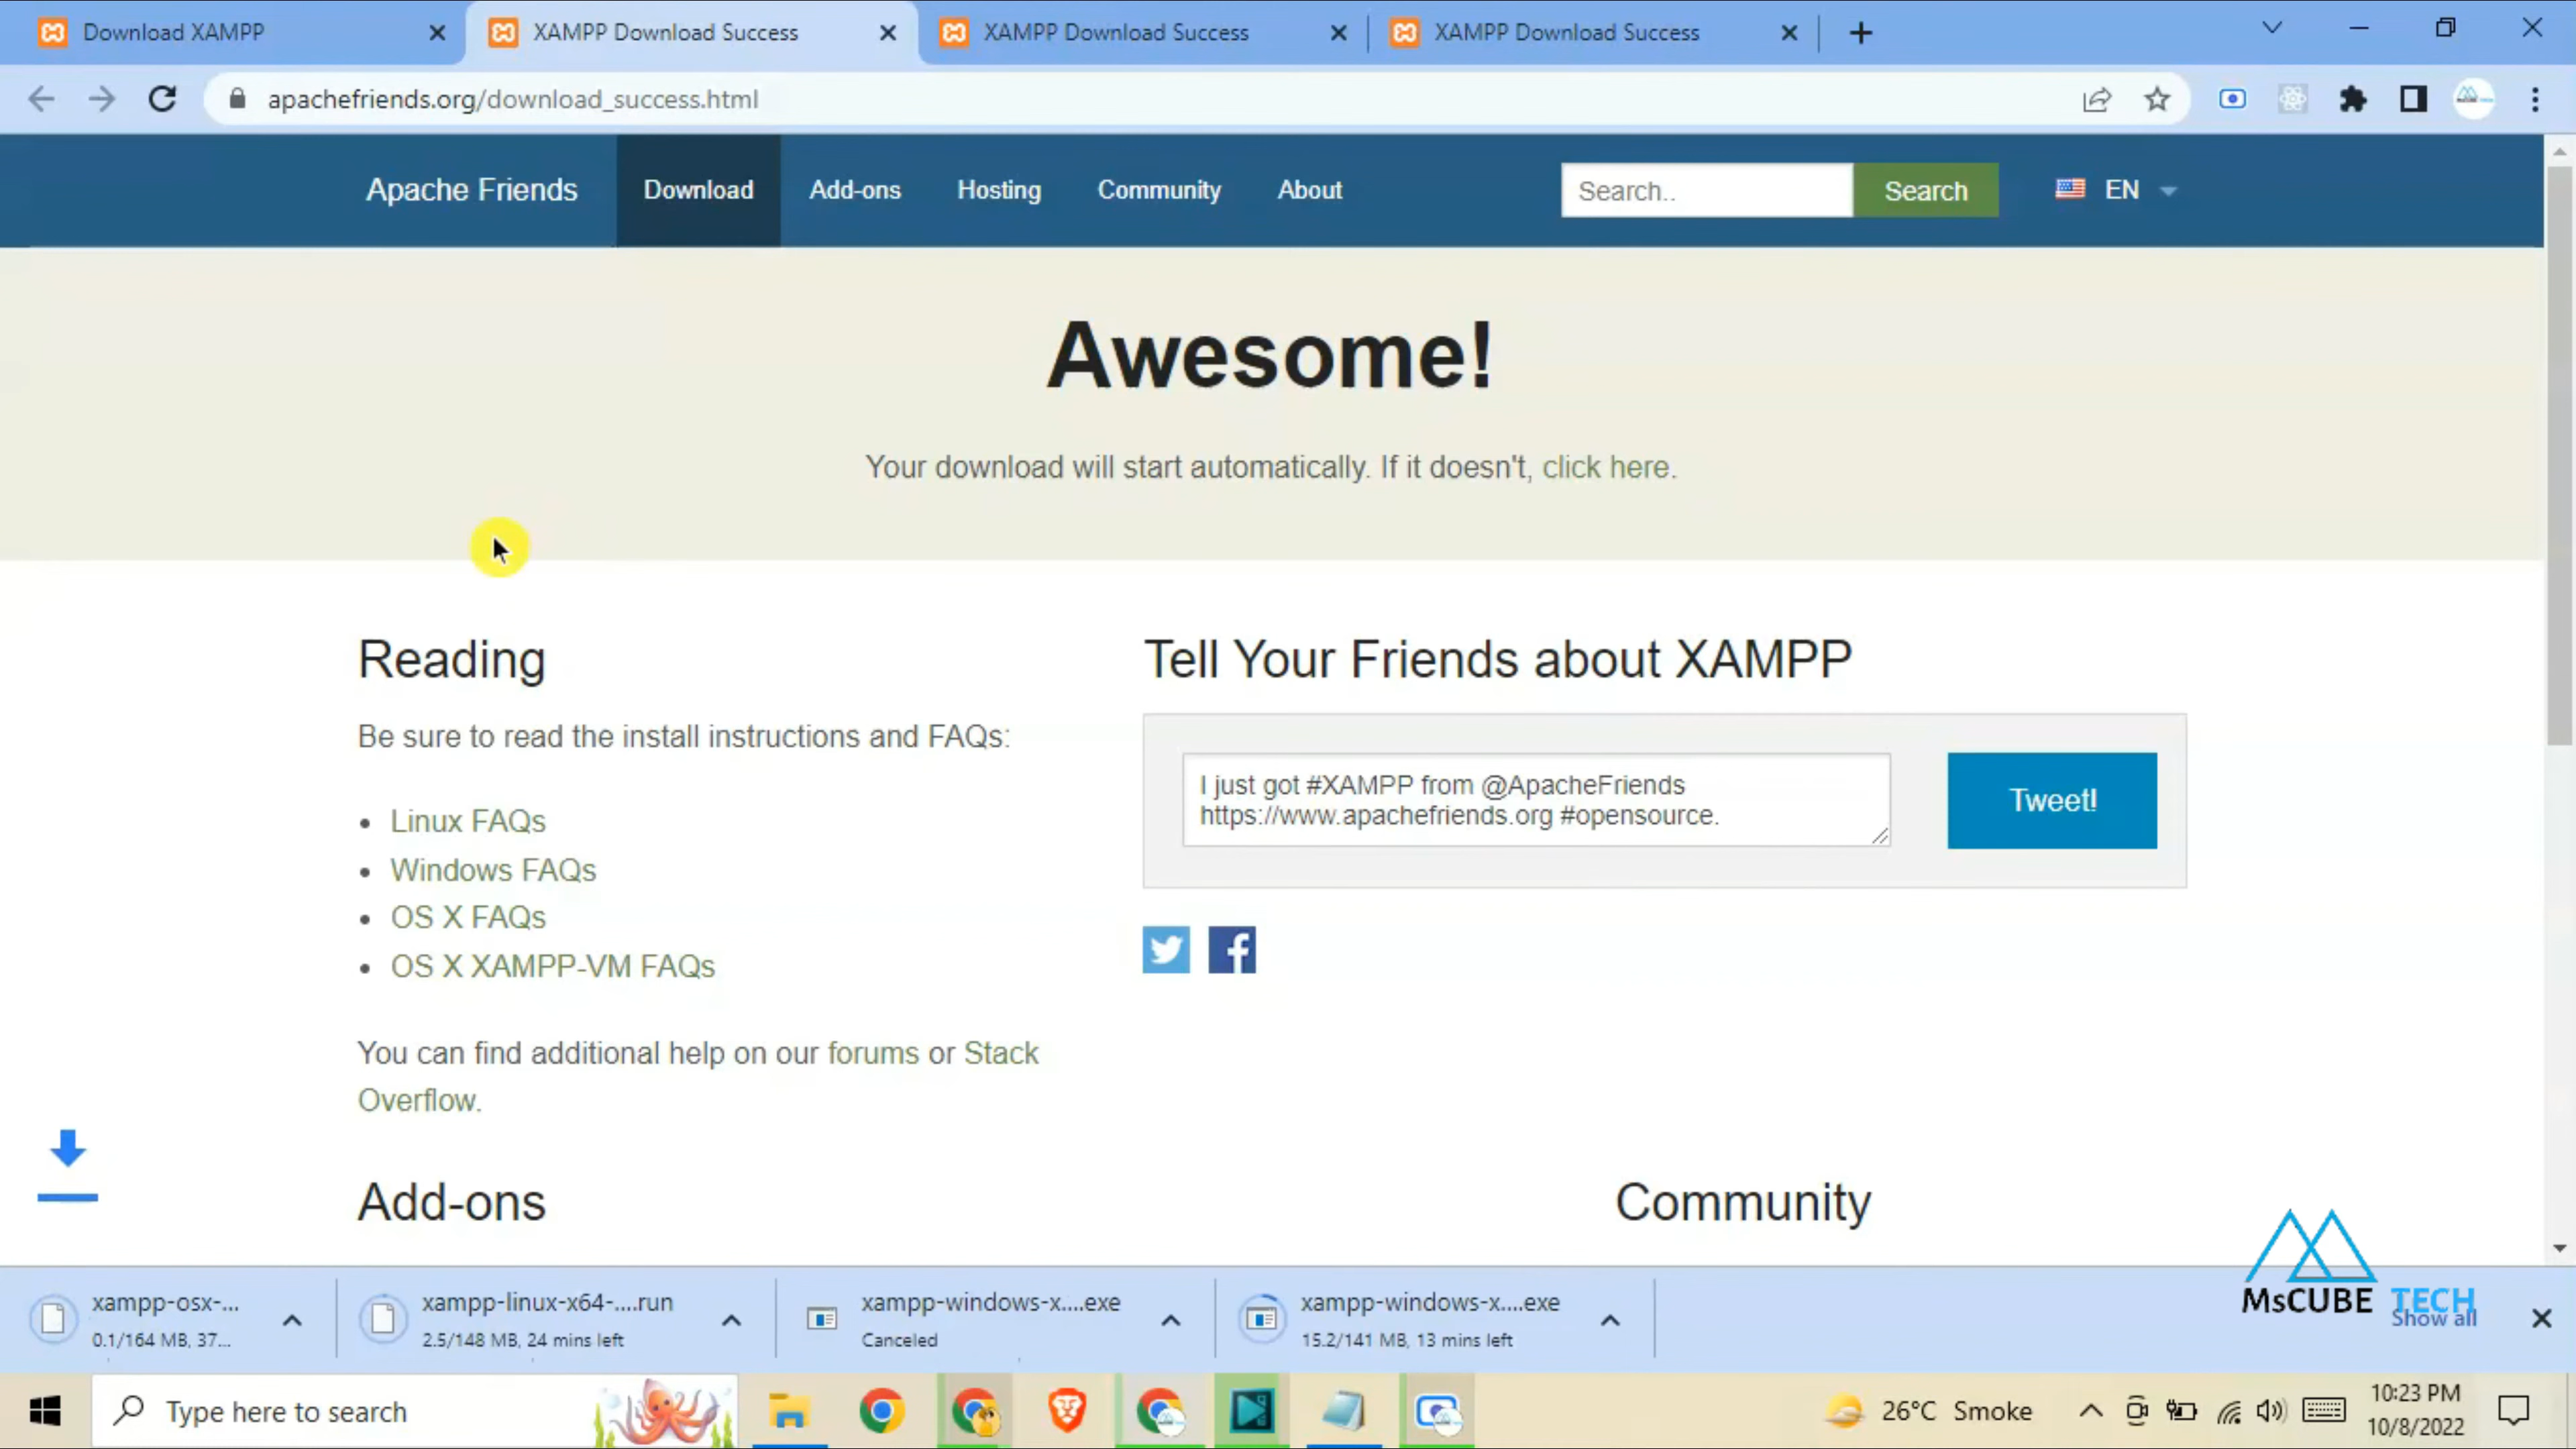 Download XAMPP
XAMPP Download Success
XAMPP Download Success
XAMPP Download Success
apachefriends.org/download_success.html
Apache Friends
Download
Add-ons
Hosting
Community
About
Search..
Search
EN
Awesome!
Your download will start automatically. If it doesn't, click here.
Reading
Be sure to read the install instructions and FAQs:
Linux FAQs
Windows FAQs
OS X FAQs
OS X XAMPP-VM FAQs
You can find additional help on our forums or Stack
Overflow.
Tell Your Friends about XAMPP
I just got #XAMPP from @ApacheFriends
https://www.apachefriends.org #opensource.
Tweet!
Add-ons
Community
MsCUBE TECH
xampp-osx-...
0.1/164 MB, 37...
xampp-linux-x64-....run
2.5/148 MB, 24 mins left
xampp-windows-x....exe
Canceled
xampp-windows-x....exe
15.2/141 MB, 13 mins left
Show all
Type here to search
26°C Smoke
10:23 PM
10/8/2022